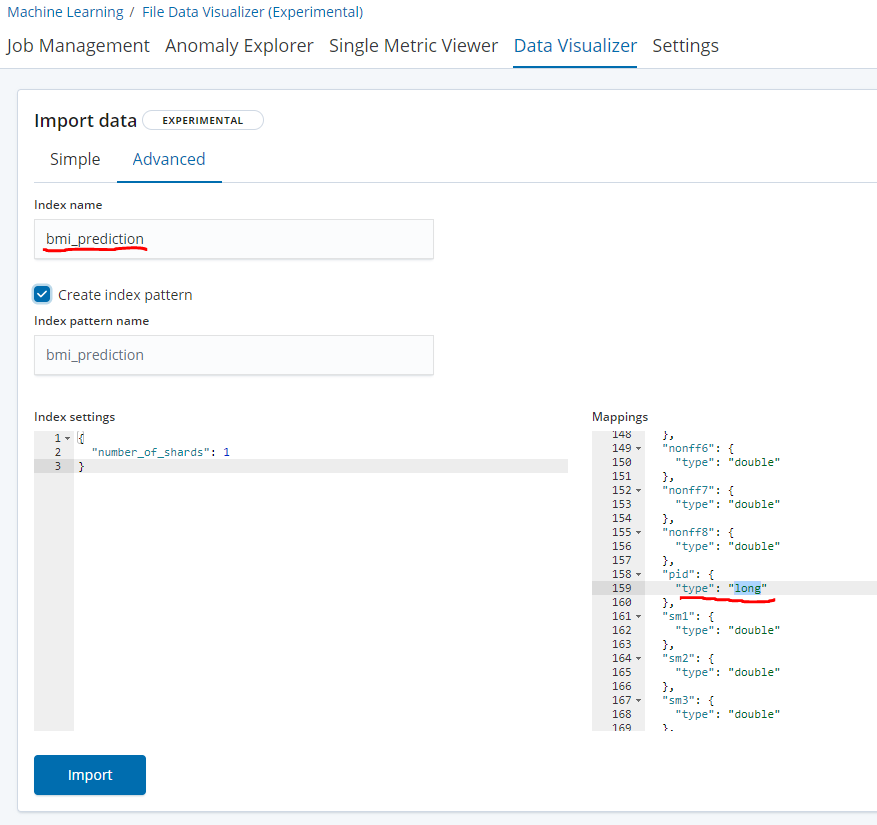 Machine Learning / File Data Visualizer (Experimental)
Job Management Anomaly Explorer Single Metric Viewer Data Visualizer Settings
Import data EXPERIMENTAL
Simple Advanced
Index name
bmi_prediction
Create index pattern
Index pattern name
bmi_prediction
Index settings
1 {
2 "number_of_shards": 1
3 }
Mappings
148 },
149 "nonff6": {
150 "type": "double"
151 },
152 "nonff7": {
153 "type": "double"
154 },
155 "nonff8": {
156 "type": "double"
157 },
158 "pid": {
159 "type": "long"
160 },
161 "sm1": {
162 "type": "double"
163 },
164 "sm2": {
165 "type": "double"
166 },
167 "sm3": {
168 "type": "double"
169 },
Import